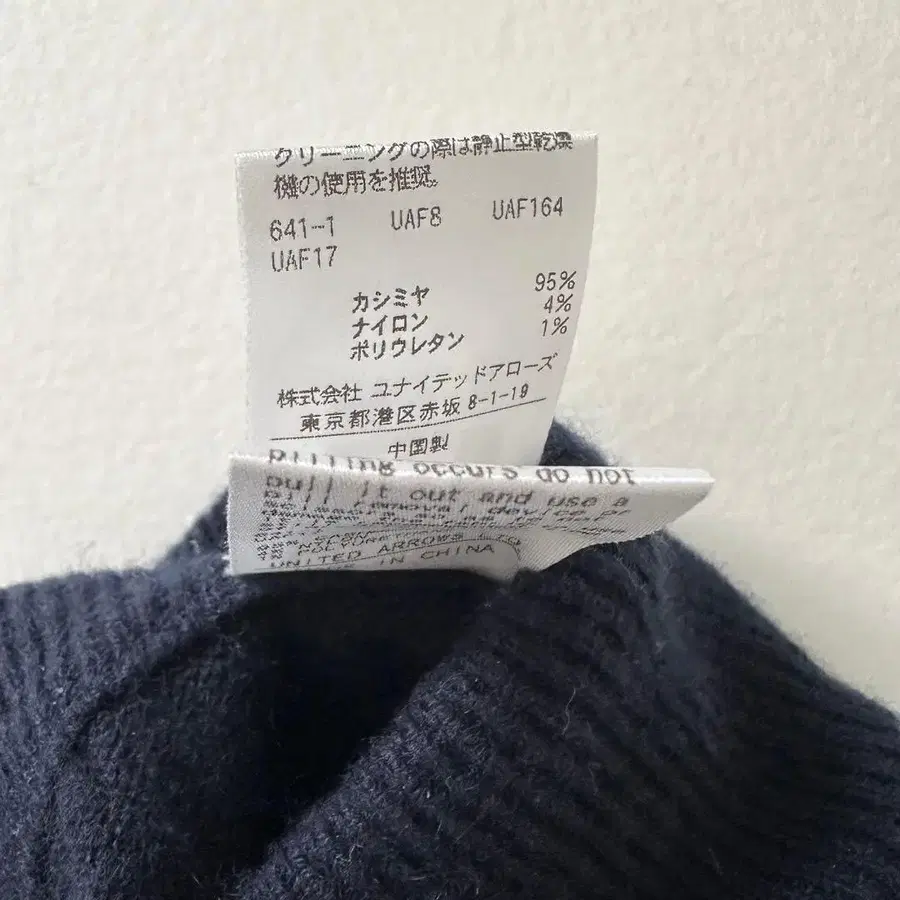 クリーニングの際は静止型乾燥
機の使用を推奨。
641-1 UAF8 UAF164
UAF17
カシミヤ 95%
ナイロン 4%
ポリウレタン 1%
株式会社 ユナイテッドアローズ
東京都港区赤坂 8-1-19
中国製
pilling occurs do not
pull it out and use a
pill removal device
UNITED ARROWS LTD
IN CHINA